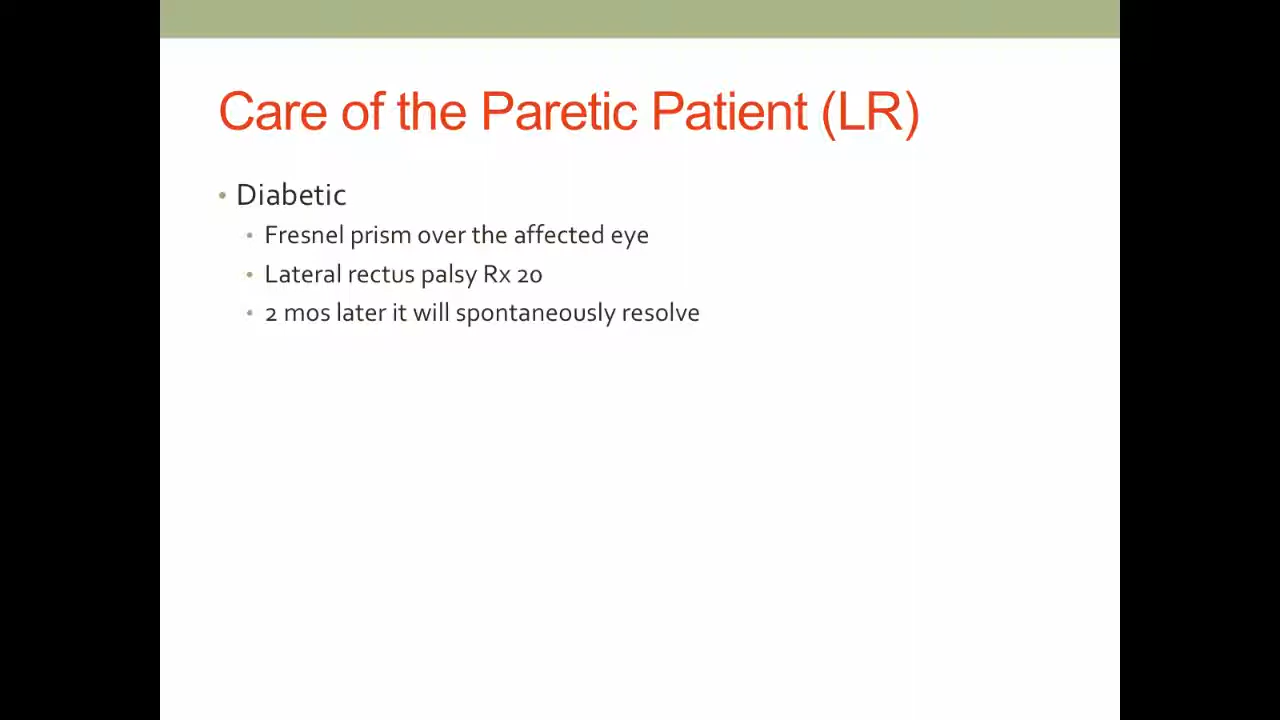 Care of the Paretic Patient (LR)
• Diabetic
• Fresnel prism over the affected eye
• Lateral rectus palsy Rx 20
• 2 mos later it will spontaneously resolve